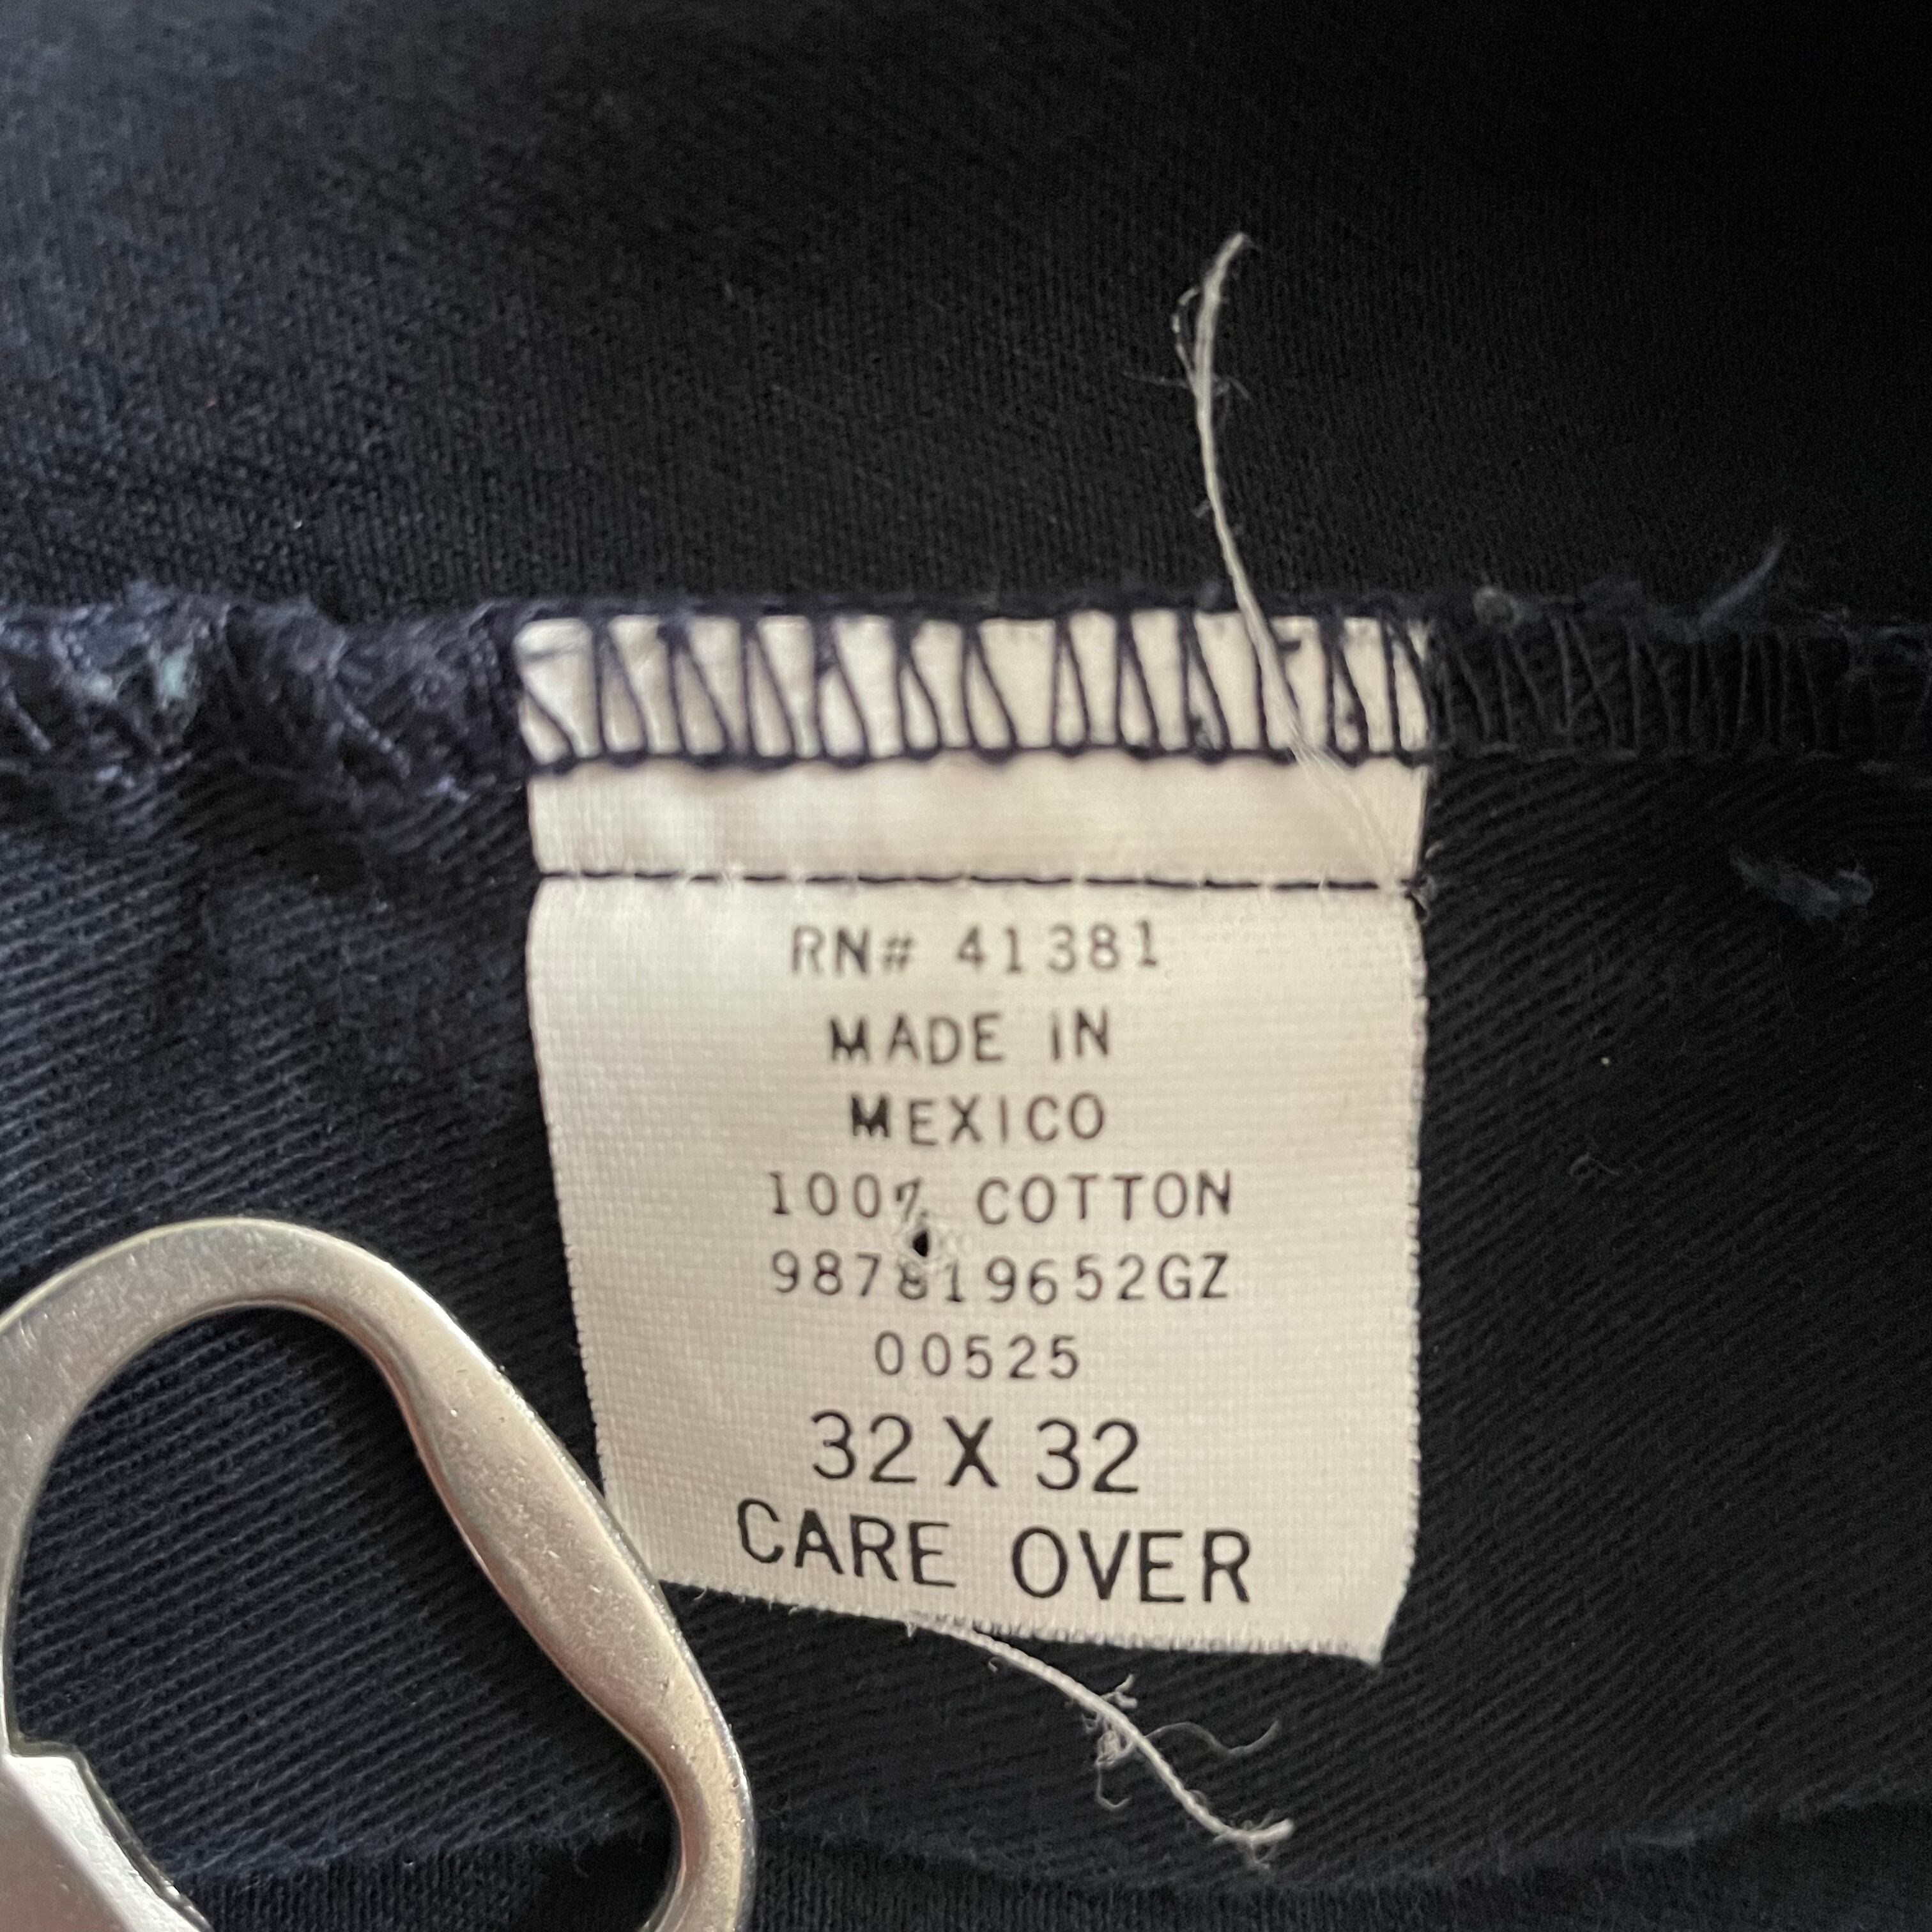 RN# 41381
MADE IN
MEXICO
100% COTTON
987819652GZ
00525
32 X 32
CARE OVER